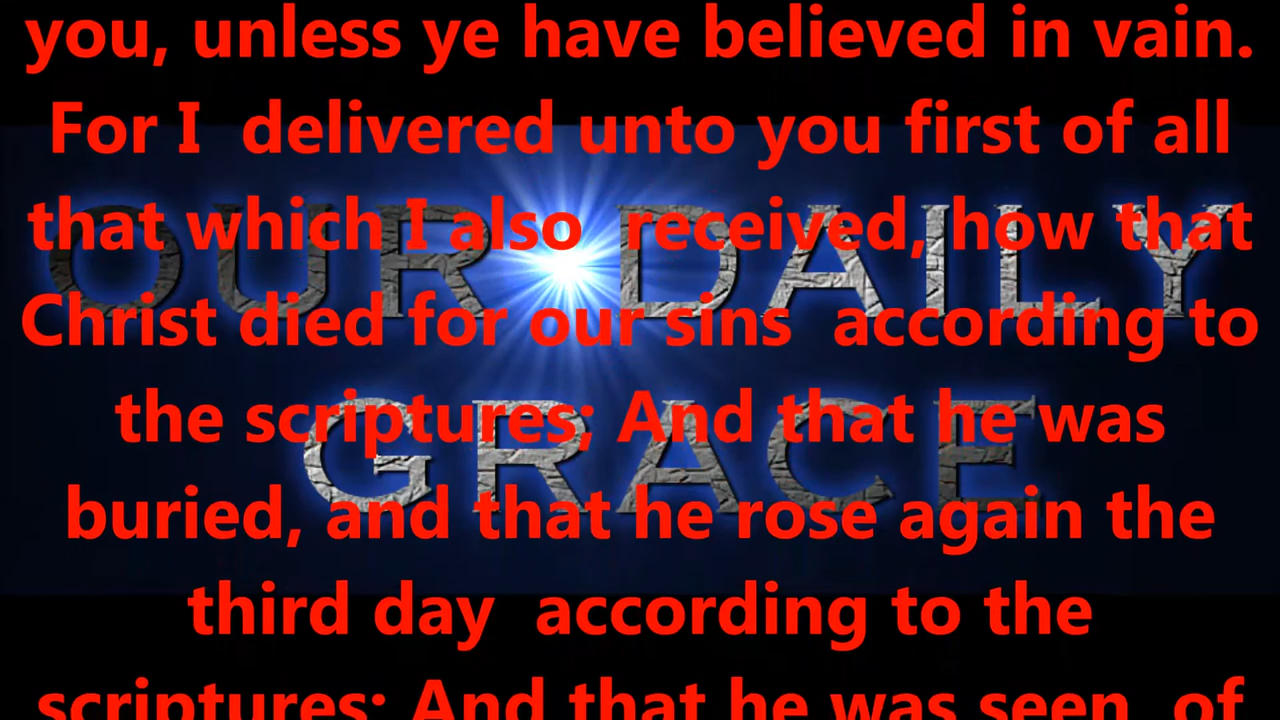 you, unless ye have believed in vain.
For I delivered unto you first of all
that which I also received, how that
OUR DAILY
Christ died for our sins according to
the scriptures; And that he was
GRACE
buried, and that he rose again the
third day according to the
scriptures; And that he was seen of